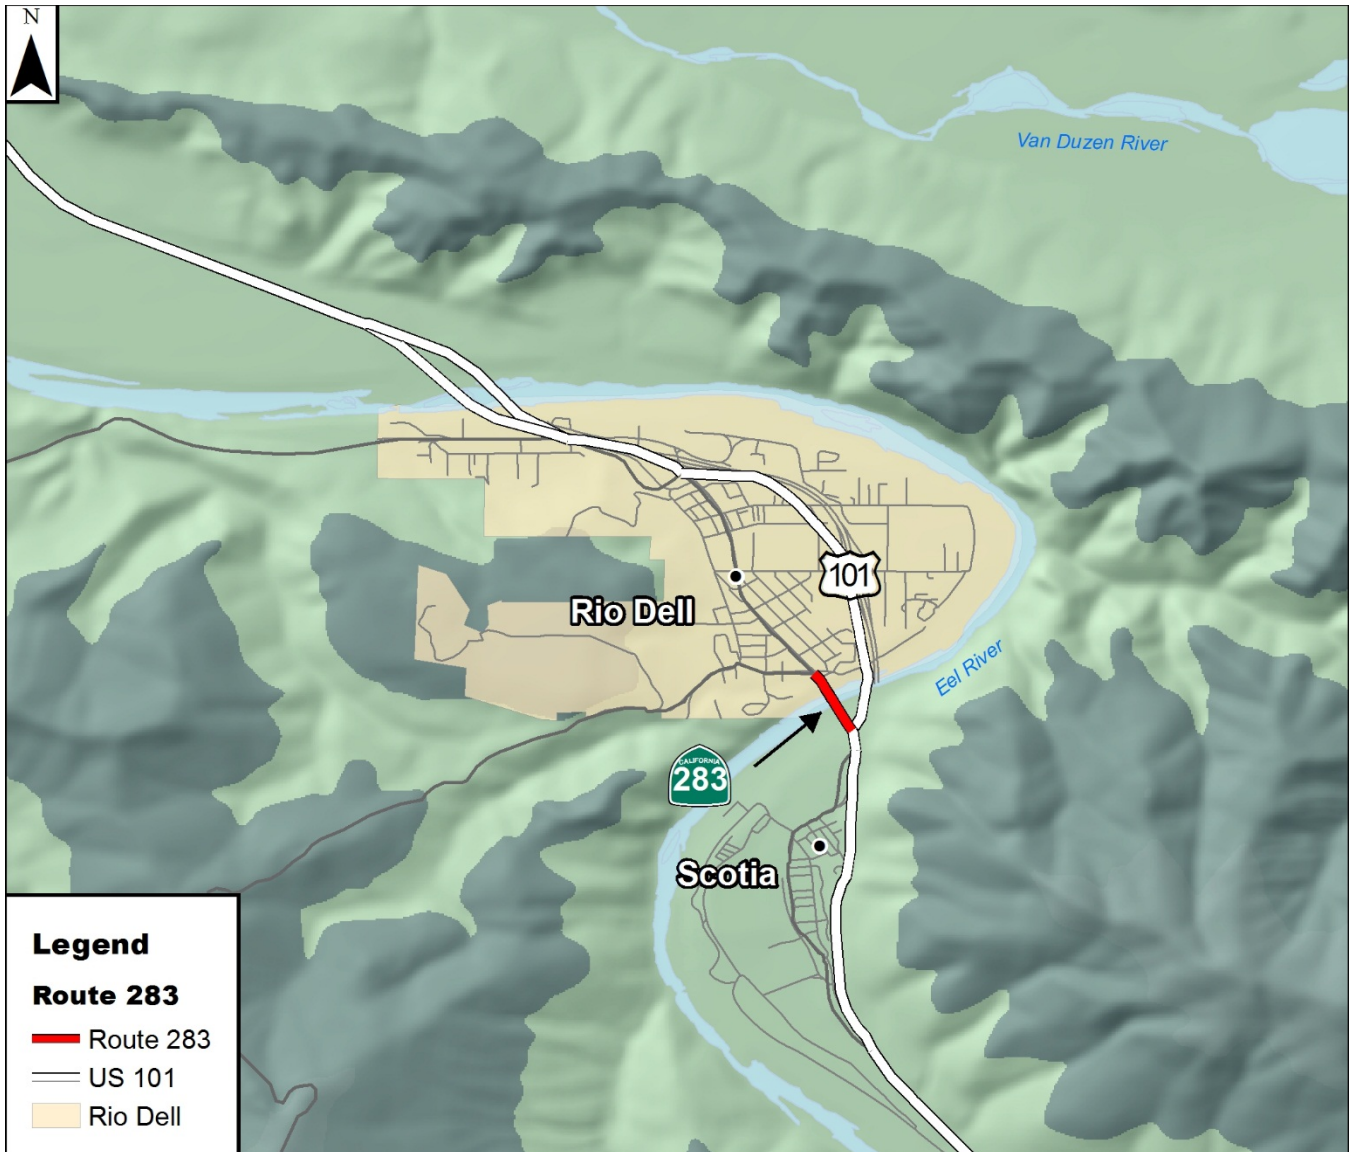 N
Van Duzen River
101
Rio Dell
Eel River
CALIFORNIA
283
Scotia
Legend
Route 283
Route 283
US 101
Rio Dell